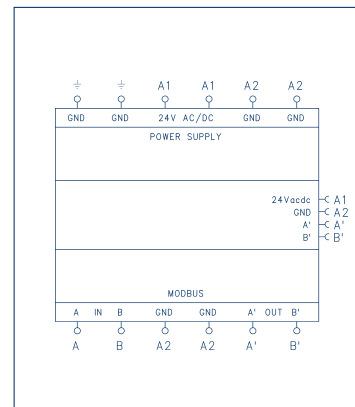 ⏚ ⏚ A1 A1 A2 A2
GND GND 24V AC/DC GND GND
POWER SUPPLY
24Vacdc A1
GND A2
A' A'
B' B'
MODBUS
A IN B GND GND A' OUT B'
A B A2 A2 A' B'